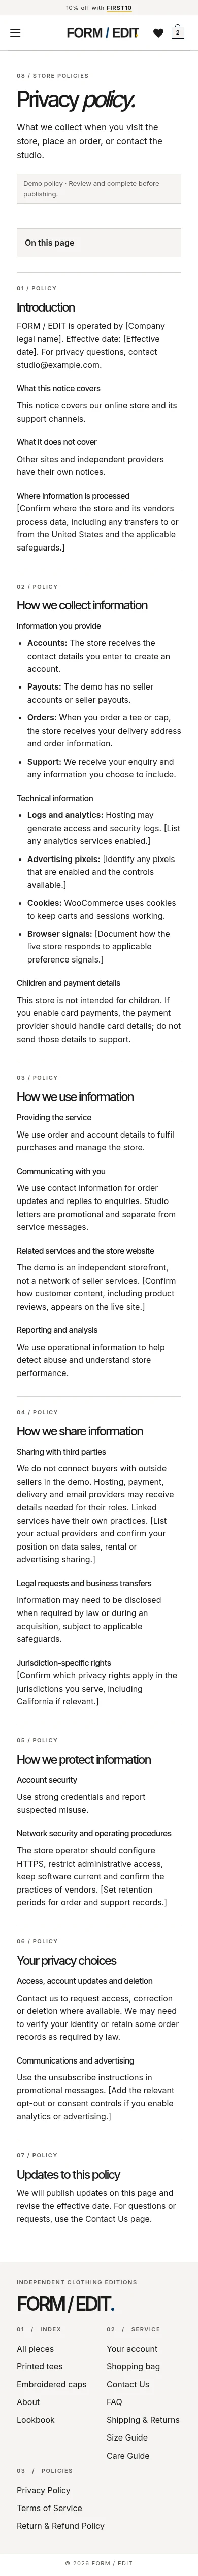 10% off with FIRST10
FORM / EDIT
2
08 / STORE POLICIES
Privacy policy.
What we collect when you visit the
store, place an order, or contact the
studio.
Demo policy · Review and complete before
publishing.
On this page
01 / POLICY
Introduction
FORM / EDIT is operated by [Company
legal name]. Effective date: [Effective
date]. For privacy questions, contact
studio@example.com.
What this notice covers
This notice covers our online store and its
support channels.
What it does not cover
Other sites and independent providers
have their own notices.
Where information is processed
[Confirm where the store and its vendors
process data, including any transfers to or
from the United States and the applicable
safeguards.]
02 / POLICY
How we collect information
Information you provide
• Accounts: The store receives the
contact details you enter to create an
account.
• Payouts: The demo has no seller
accounts or seller payouts.
• Orders: When you order a tee or cap,
the store receives your delivery address
and order information.
• Support: We receive your enquiry and
any information you choose to include.
Technical information
• Logs and analytics: Hosting may
generate access and security logs. [List
any analytics services enabled.]
• Advertising pixels: [Identify any pixels
that are enabled and the controls
available.]
• Cookies: WooCommerce uses cookies
to keep carts and sessions working.
• Browser signals: [Document how the
live store responds to applicable
preference signals.]
Children and payment details
This store is not intended for children. If
you enable card payments, the payment
provider should handle card details; do not
send those details to support.
03 / POLICY
How we use information
Providing the service
We use order and account details to fulfil
purchases and manage the store.
Communicating with you
We use contact information for order
updates and replies to enquiries. Studio
letters are promotional and separate from
service messages.
Related services and the store website
The demo is an independent storefront,
not a network of seller services. [Confirm
how customer content, including product
reviews, appears on the live site.]
Reporting and analysis
We use operational information to help
detect abuse and understand store
performance.
04 / POLICY
How we share information
Sharing with third parties
We do not connect buyers with outside
sellers in the demo. Hosting, payment,
delivery and email providers may receive
details needed for their roles. Linked
services have their own practices. [List
your actual providers and confirm your
position on data sales, rental or
advertising sharing.]
Legal requests and business transfers
Information may need to be disclosed
when required by law or during an
acquisition, subject to applicable
safeguards.
Jurisdiction-specific rights
[Confirm which privacy rights apply in the
jurisdictions you serve, including
California if relevant.]
05 / POLICY
How we protect information
Account security
Use strong credentials and report
suspected misuse.
Network security and operating procedures
The store operator should configure
HTTPS, restrict administrative access,
keep software current and confirm the
practices of vendors. [Set retention
periods for order and support records.]
06 / POLICY
Your privacy choices
Access, account updates and deletion
Contact us to request access, correction
or deletion where available. We may need
to verify your identity or retain some order
records as required by law.
Communications and advertising
Use the unsubscribe instructions in
promotional messages. [Add the relevant
opt-out or consent controls if you enable
analytics or advertising.]
07 / POLICY
Updates to this policy
We will publish updates on this page and
revise the effective date. For questions or
requests, use the Contact Us page.
INDEPENDENT CLOTHING EDITIONS
FORM / EDIT.
01 / INDEX
All pieces
Printed tees
Embroidered caps
About
Lookbook
02 / SERVICE
Your account
Shopping bag
Contact Us
FAQ
Shipping & Returns
Size Guide
Care Guide
03 / POLICIES
Privacy Policy
Terms of Service
Return & Refund Policy
© 2026 FORM / EDIT